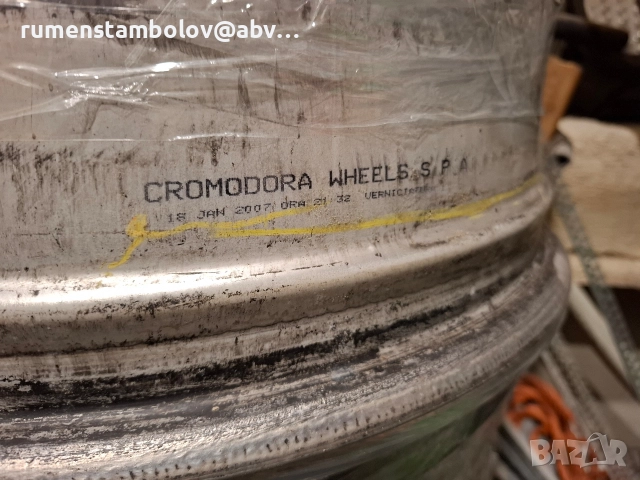 rumenstambolov@abv...
CROMODORA WHEELS S.P.A
18 JAN 2007 ORA 21 32
BAZAR